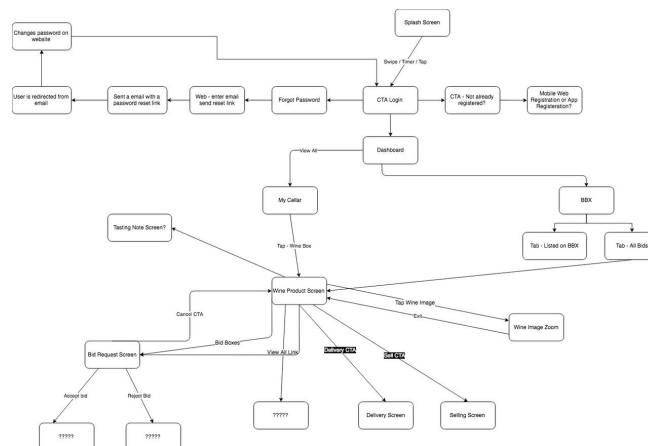 Splash Screen
Changes password on
website
Swipe / Timer / Tap
User is redirected from
email
Sent a email with a
password reset link
Web - enter email
send reset link
Forgot Password
CTA Login
CTA - Not already
registered?
Mobile Web
Registration or App
Registeration?
View All
Dashboard
My Cellar
BBX
Tasting Note Screen?
Tap - Wine Box
Tab - Listed on BBX
Tab - All Bids
Wine Product Screen
Tap Wine Image
Cancel CTA
Exit
Wine Image Zoom
Bid Boxes
View All Link
Delivery CTA
Sell CTA
Bid Request Screen
Accept bid
Reject Bid
?????
Delivery Screen
Selling Screen
?????
?????